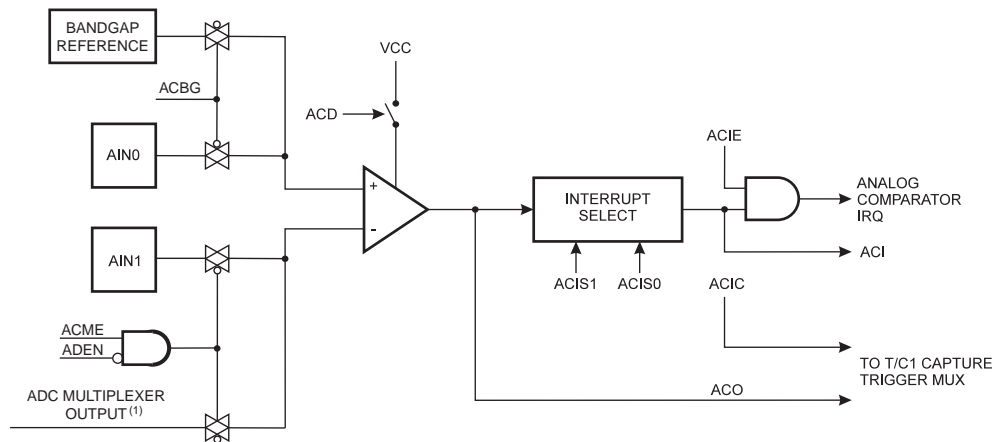 BANDGAP
REFERENCE
VCC
ACBG
ACD
AIN0
ACIE
+
-
INTERRUPT
SELECT
ANALOG
COMPARATOR
IRQ
AIN1
ACI
ACIS1 ACIS0
ACIC
ACME
ADEN
TO T/C1 CAPTURE
TRIGGER MUX
ADC MULTIPLEXER
OUTPUT(1)
ACO